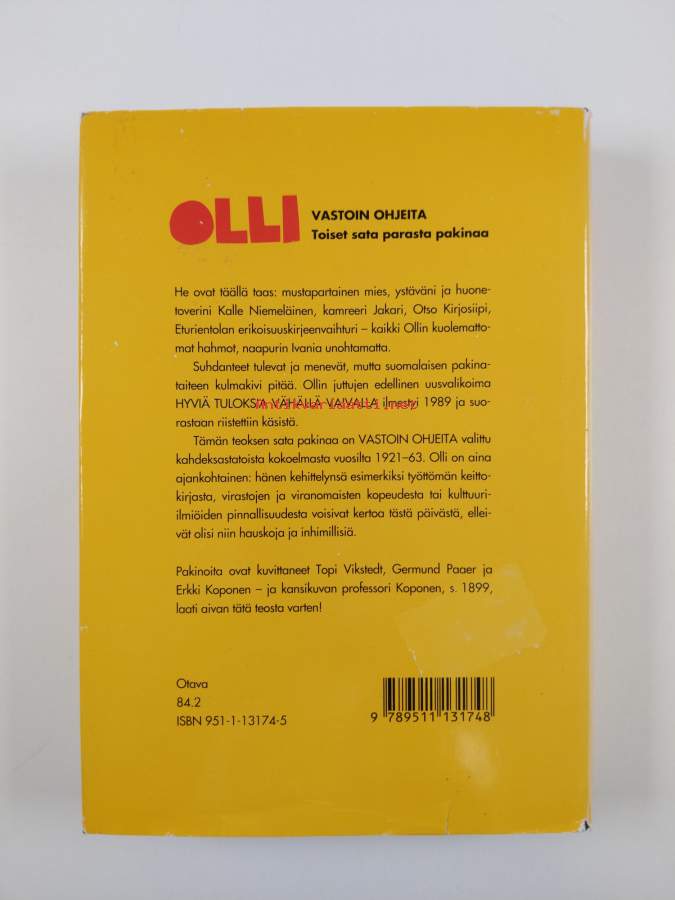 OLLI
VASTOIN OHJEITA
Toiset sata parasta pakinaa
He ovat täällä taas: mustapartainen mies, ystäväni ja huone-
toverini Kalle Niemeläinen, kamreeri Jakari, Otso Kirjosiipi,
Eturientolan erikoisuuskirjeenvaihturi – kaikki Ollin kuolematto-
mat hahmot, naapurin Ivania unohtamatta.
Suhdanteet tulevat ja menevät, mutta suomalaisen pakina-
taiteen kulmakivi pitää. Ollin juttujen edellinen uusvalikoima
HYVIÄ TULOKSIA VÄHÄLLÄ VAIVALLA ilmestyi 1989 ja suo-
Antikvariaatti.net
rastaan riistettiin käsistä.
Tämän teoksen sata pakinaa on VASTOIN OHJEITA valittu
kahdeksastatoista kokoelmasta vuosilta 1921–63. Olli on aina
ajankohtainen: hänen kehittelynsä esimerkiksi työttömän keitto-
kirjasta, virastojen ja viranomaisten kopeudesta tai kulttuuri-
ilmiöiden pinnallisuudesta voisivat kertoa tästä päivästä, ellei-
vät olisi niin hauskoja ja inhimillisiä.
Pakinoita ovat kuvittaneet Topi Vikstedt, Germund Paaer ja
Erkki Koponen – ja kansikuvan professori Koponen, s. 1899,
laati aivan tätä teosta varten!
Otava
84.2
ISBN 951-1-13174-5
9 789511 131748